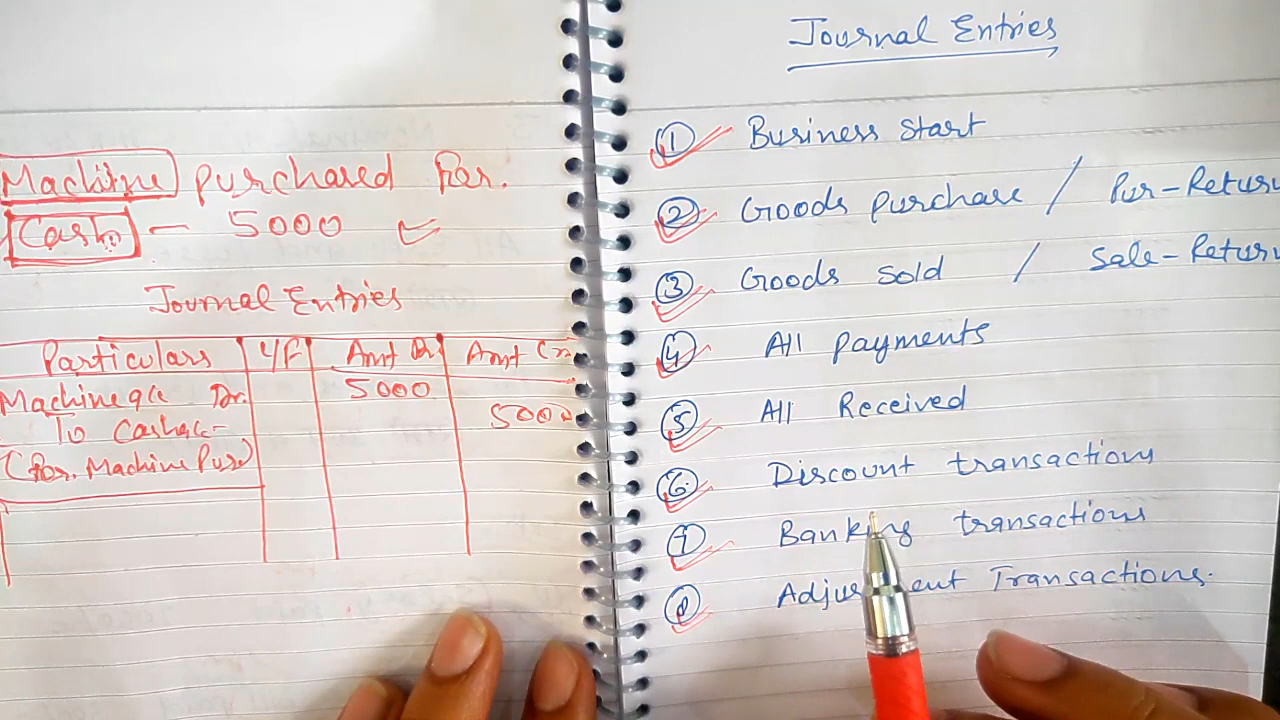 Machine purchased for.
Cash — 5000
Journal Entries
Particulars L/F Amt Dr. Amt Cr.
Machine a/c Dr. 5000
To Cash a/c - 5000
(for. Machine Pur.)
Journal Entries
① Business Start
② Goods purchase / Pur-Return
③ Goods sold / Sale-Return
④ All payments
⑤ All Received
⑥ Discount transactions
⑦ Banking transactions
⑧ Transactions.